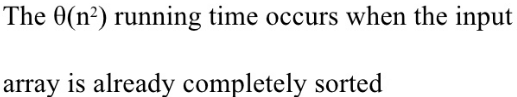 The θ(n²) running time occurs when the input
array is already completely sorted